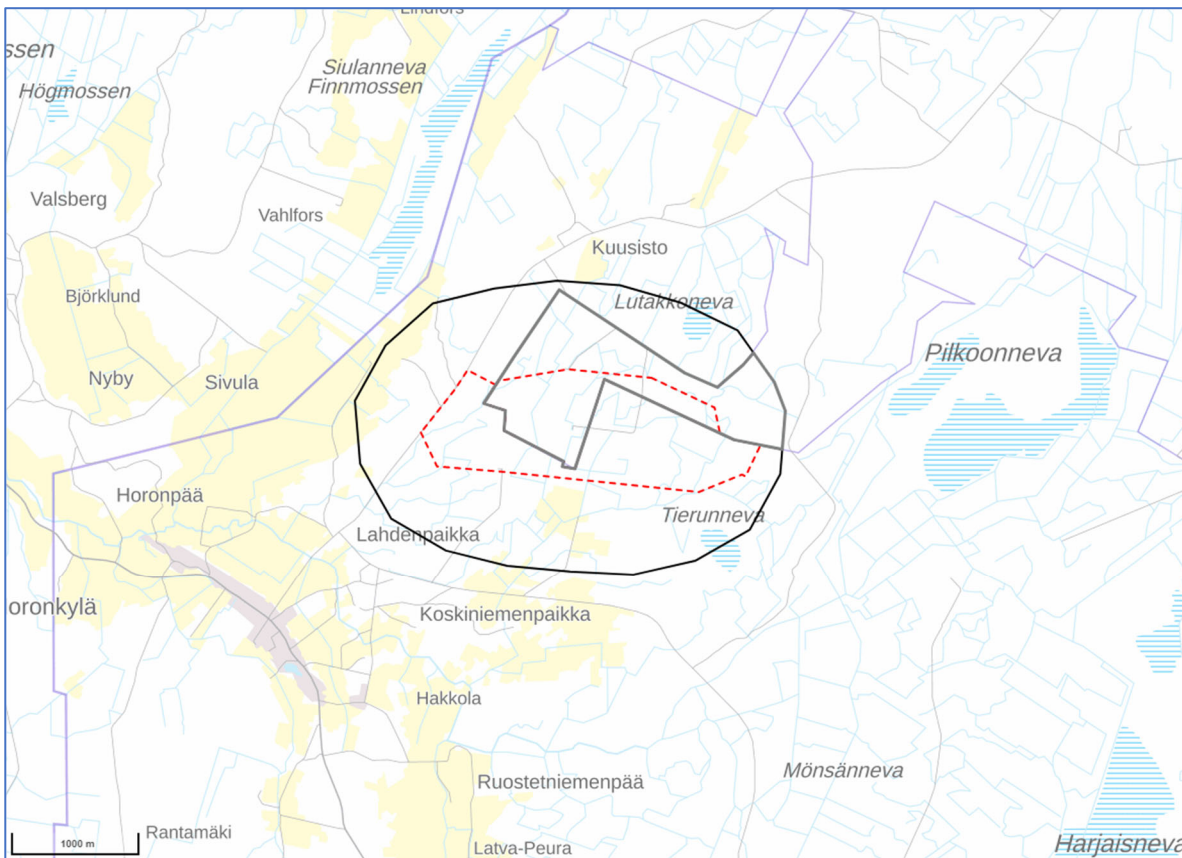 Lindfors
ssen
Siulanneva
Finnmossen
Högmossen
Valsberg
Vahlfors
Kuusisto
Björklund
Lutakkoneva
Pilkoonneva
Nyby
Sivula
Horonpää
Tierunneva
Lahdenpaikka
oronkylä
Koskiniemenpaikka
Hakkola
Mönsänneva
Ruostetniemenpää
Rantamäki
1000 m
Latva-Peura
Harjaisneva